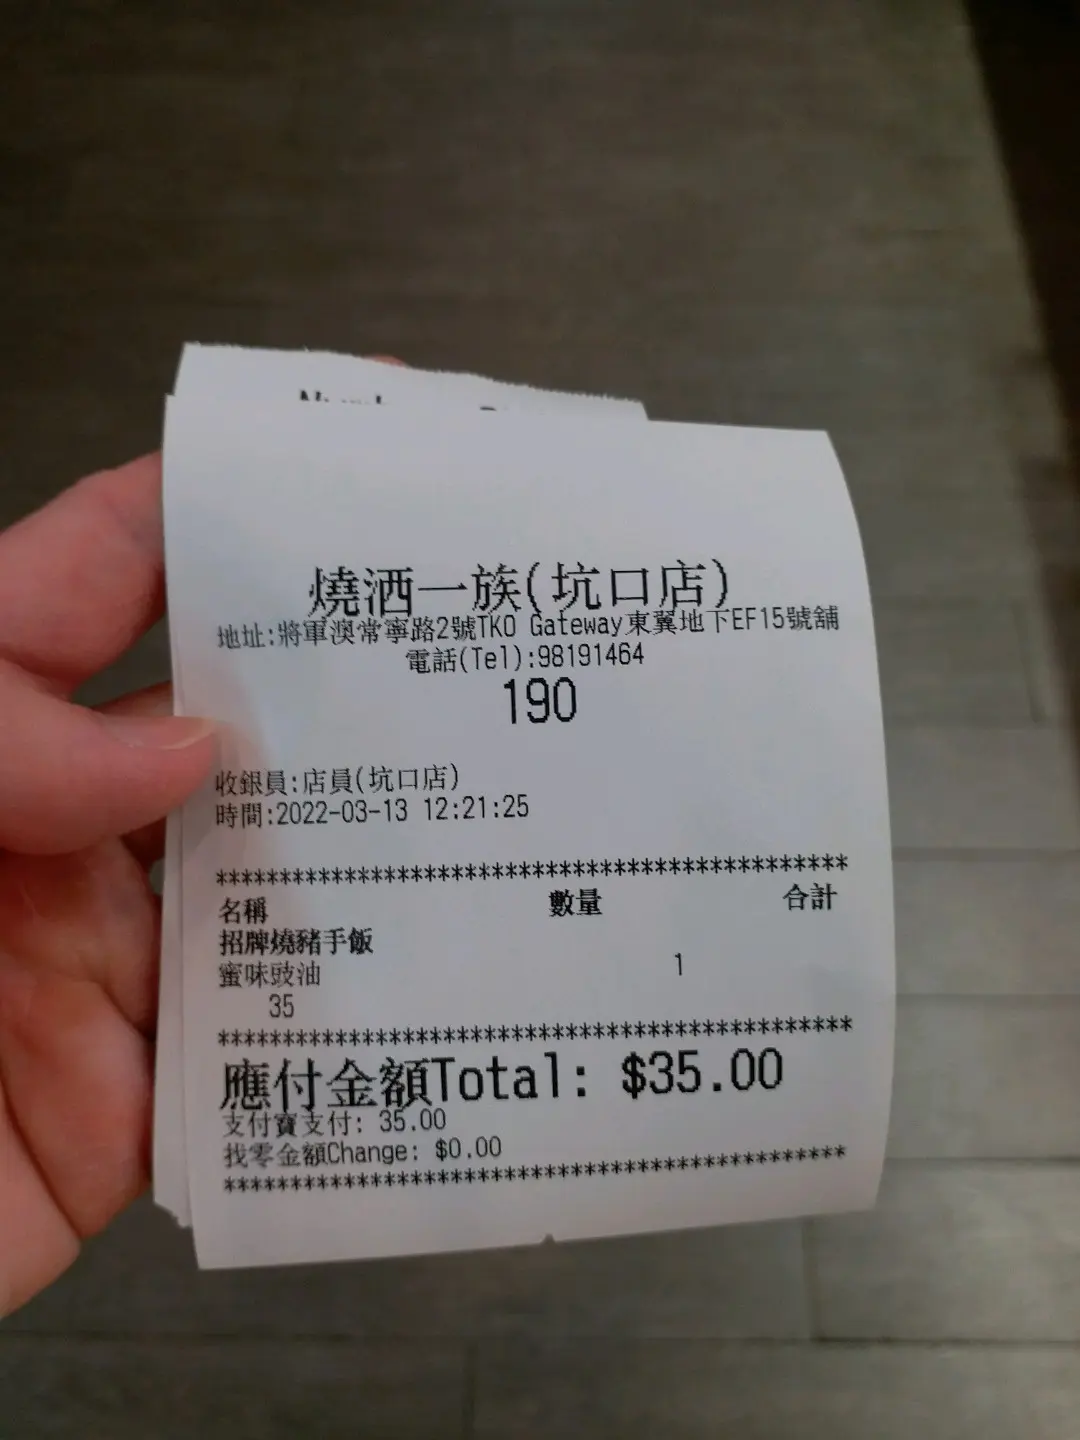 燒酒一族(坑口店)
地址:將軍澳常寧路2號TKO Gateway東翼地下EF15號舖
電話(Tel):98191464
190
收銀員:店員(坑口店)
時間:2022-03-13 12:21:25
************************************************
名稱 數量 合計
招牌燒豬手飯
蜜味豉油 1
35
************************************************
應付金額Total: $35.00
支付寶支付: 35.00
找零金額Change: $0.00
************************************************